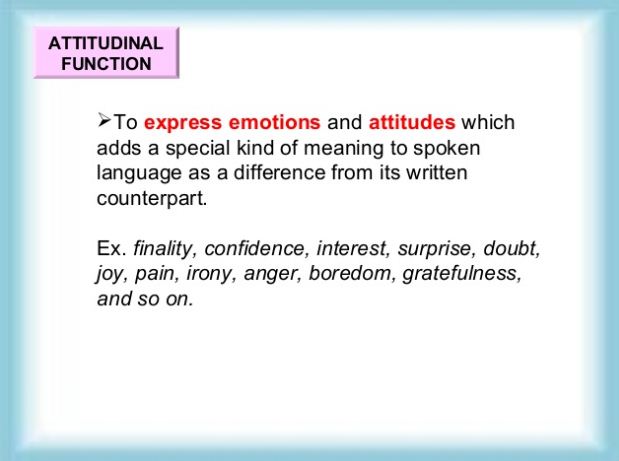 ATTITUDINAL
FUNCTION
➢To express emotions and attitudes which
adds a special kind of meaning to spoken
language as a difference from its written
counterpart.
Ex. finality, confidence, interest, surprise, doubt,
joy, pain, irony, anger, boredom, gratefulness,
and so on.